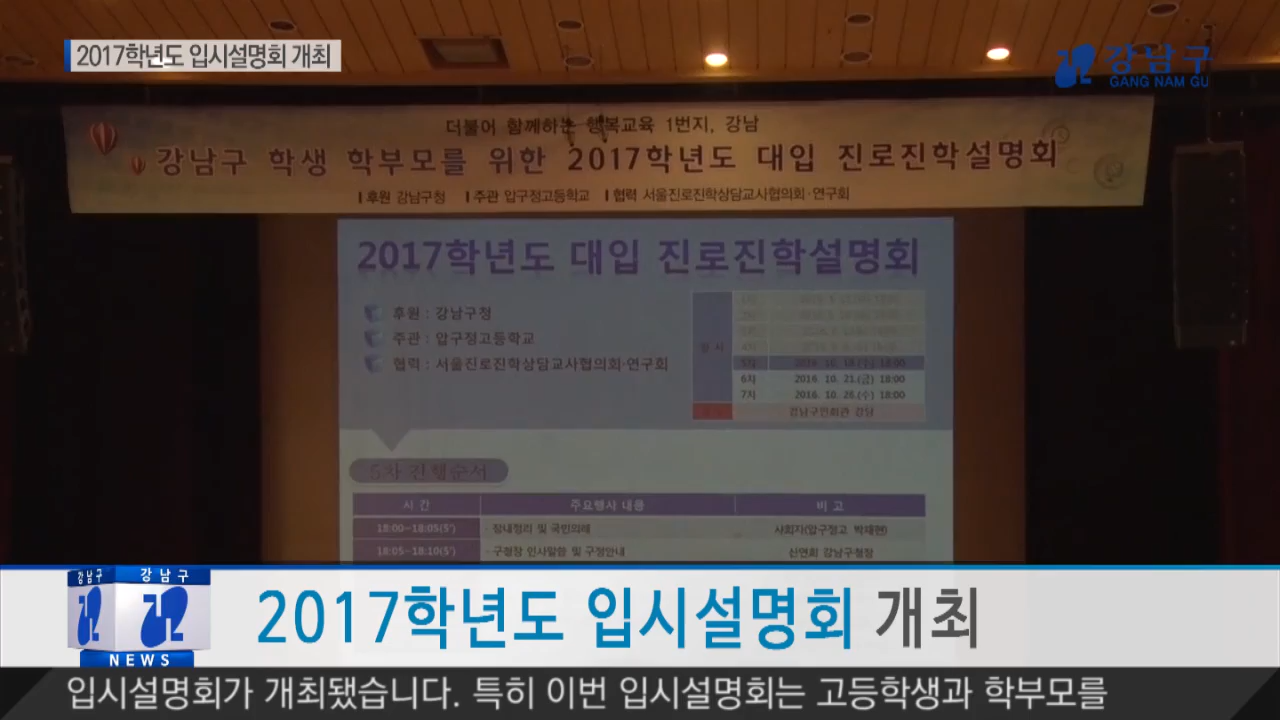 2017학년도 입시설명회 개최
강남구
GANG NAM GU
더불어 함께하는 행복교육 1번지, 강남
강남구 학생 학부모를 위한 2017학년도 대입 진로진학설명회
후원 강남구청 주관 압구정고등학교 협력 서울진로진학상담교사협의회·연구회
2017학년도 대입 진로진학설명회
후원 : 강남구청
주관 : 압구정고등학교
협력 : 서울진로진학상담교사협의회·연구회
6차 2016. 10. 21.(금) 18:00
7차 2016. 10. 26.(수) 18:00
강남구민회관 강당
5차 진행순서
시 간 주요행사 내용 비 고
18:00~18:05(5') · 장내정리 및 국민의례 사회자(압구정고 박재현)
18:05~18:10(5') · 구청장 인사말씀 및 구정안내 신연희 강남구청장
강남구 강남구
NEWS
2017학년도 입시설명회 개최
입시설명회가 개최됐습니다. 특히 이번 입시설명회는 고등학생과 학부모를